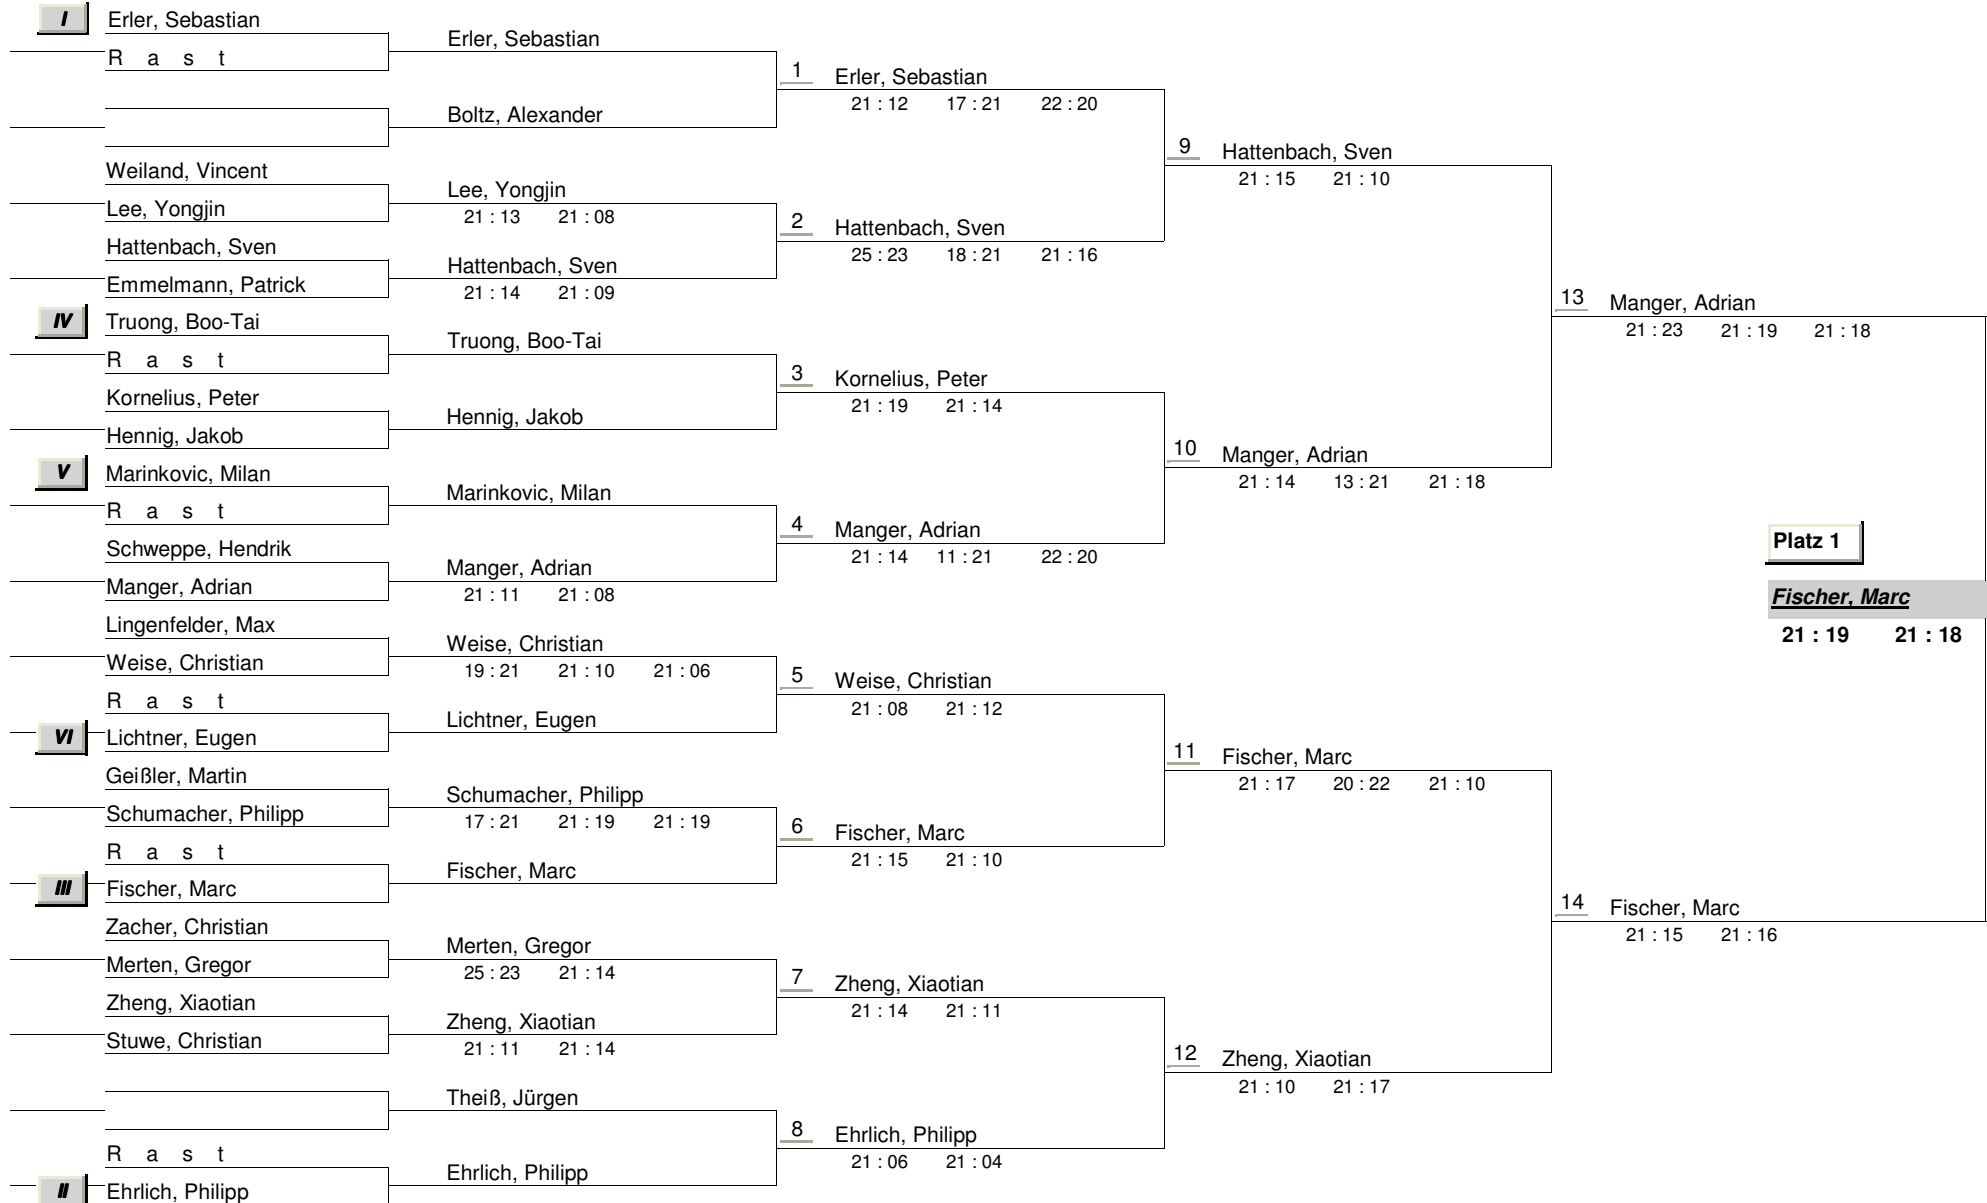 I Erler, Sebastian
R a s t
Weiland, Vincent
Lee, Yongjin
Hattenbach, Sven
Emmelmann, Patrick
IV Truong, Boo-Tai
R a s t
Kornelius, Peter
Hennig, Jakob
V Marinkovic, Milan
R a s t
Schweppe, Hendrik
Manger, Adrian
Lingenfelder, Max
Weise, Christian
R a s t
VI Lichtner, Eugen
Geißler, Martin
Schumacher, Philipp
R a s t
III Fischer, Marc
Zacher, Christian
Merten, Gregor
Zheng, Xiaotian
Stuwe, Christian
R a s t
II Ehrlich, Philipp
Erler, Sebastian
Boltz, Alexander
Lee, Yongjin
21 : 13 21 : 08
Hattenbach, Sven
21 : 14 21 : 09
Truong, Boo-Tai
Hennig, Jakob
Marinkovic, Milan
Manger, Adrian
21 : 11 21 : 08
Weise, Christian
19 : 21 21 : 10 21 : 06
Lichtner, Eugen
Schumacher, Philipp
17 : 21 21 : 19 21 : 19
Fischer, Marc
Merten, Gregor
25 : 23 21 : 14
Zheng, Xiaotian
21 : 11 21 : 14
Theiß, Jürgen
Ehrlich, Philipp
1 Erler, Sebastian
21 : 12 17 : 21 22 : 20
2 Hattenbach, Sven
25 : 23 18 : 21 21 : 16
3 Kornelius, Peter
21 : 19 21 : 14
4 Manger, Adrian
21 : 14 11 : 21 22 : 20
5 Weise, Christian
21 : 08 21 : 12
6 Fischer, Marc
21 : 15 21 : 10
7 Zheng, Xiaotian
21 : 14 21 : 11
8 Ehrlich, Philipp
21 : 06 21 : 04
9 Hattenbach, Sven
21 : 15 21 : 10
10 Manger, Adrian
21 : 14 13 : 21 21 : 18
11 Fischer, Marc
21 : 17 20 : 22 21 : 10
12 Zheng, Xiaotian
21 : 10 21 : 17
13 Manger, Adrian
21 : 23 21 : 19 21 : 18
14 Fischer, Marc
21 : 15 21 : 16
Platz 1
Fischer, Marc
21 : 19 21 : 18